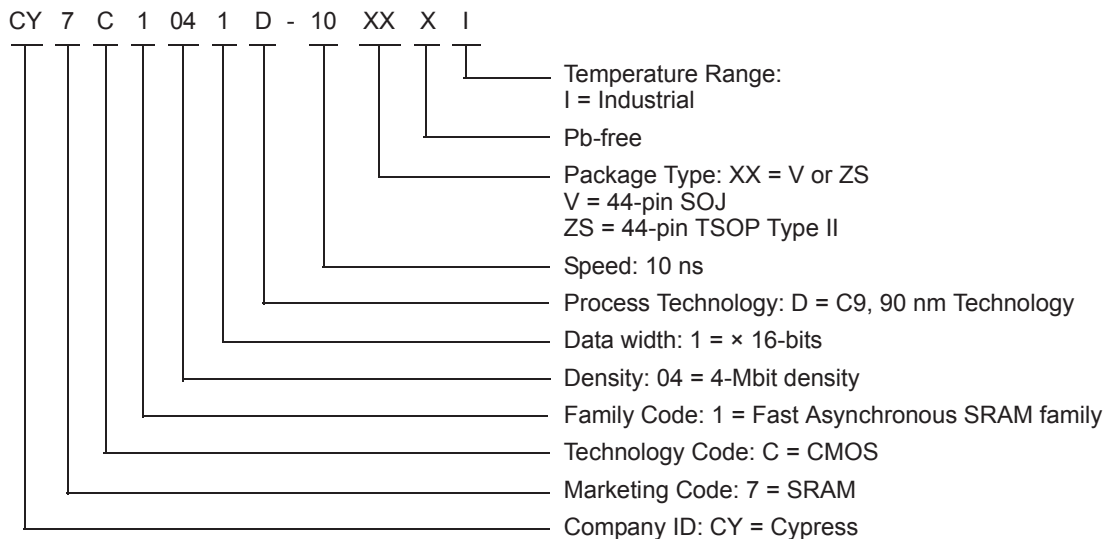 CY 7 C 1 04 1 D - 10 XX X I
Temperature Range:
I = Industrial
Pb-free
Package Type: XX = V or ZS
V = 44-pin SOJ
ZS = 44-pin TSOP Type II
Speed: 10 ns
Process Technology: D = C9, 90 nm Technology
Data width: 1 = × 16-bits
Density: 04 = 4-Mbit density
Family Code: 1 = Fast Asynchronous SRAM family
Technology Code: C = CMOS
Marketing Code: 7 = SRAM
Company ID: CY = Cypress